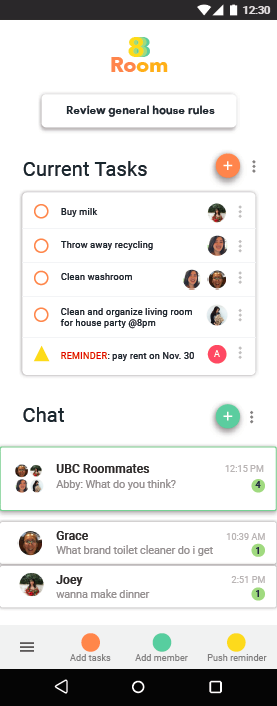 12:30
8
Room
Review general house rules
Current Tasks
+
Buy milk
Throw away recycling
Clean washroom
Clean and organize living room
for house party @8pm
REMINDER: pay rent on Nov. 30
A
Chat
+
UBC Roommates
12:15 PM
Abby: What do you think?
4
Grace
10:39 AM
What brand toilet cleaner do i get
1
Joey
2:51 PM
wanna make dinner
1
Add tasks
Add member
Push reminder